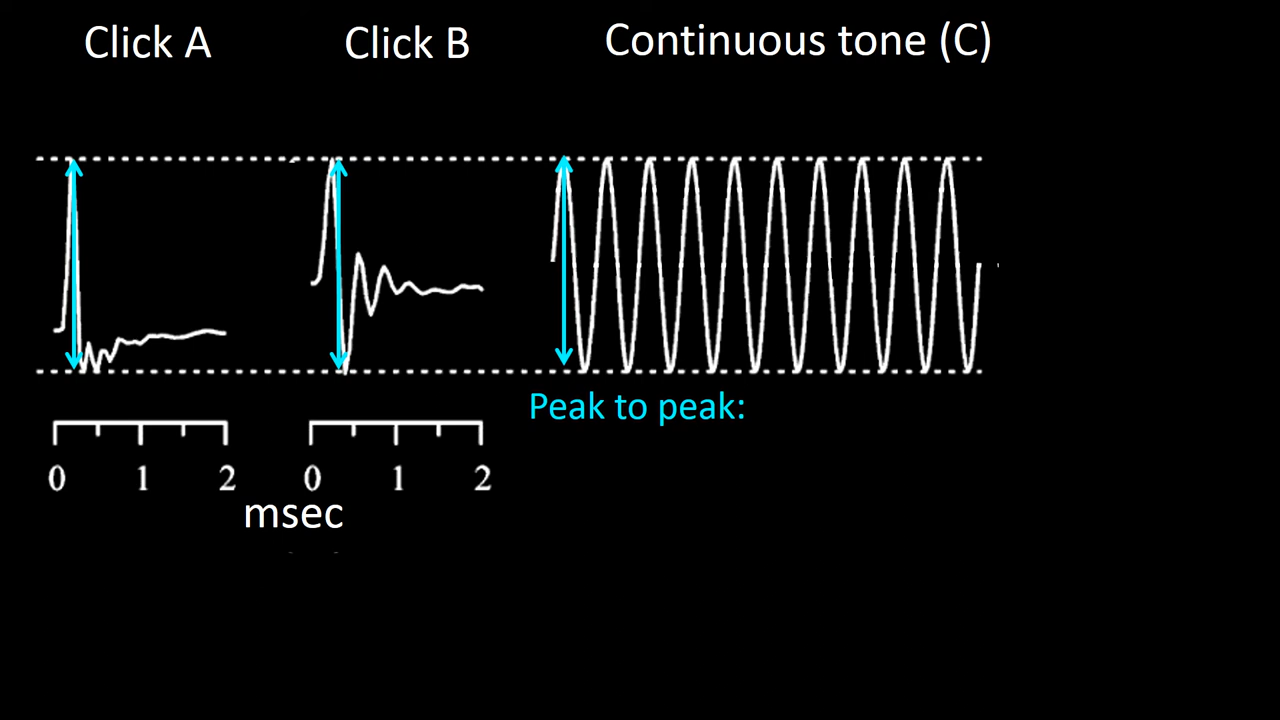 Click A
Click B
Continuous tone (C)
Peak to peak:
0 1 2
0 1 2
msec